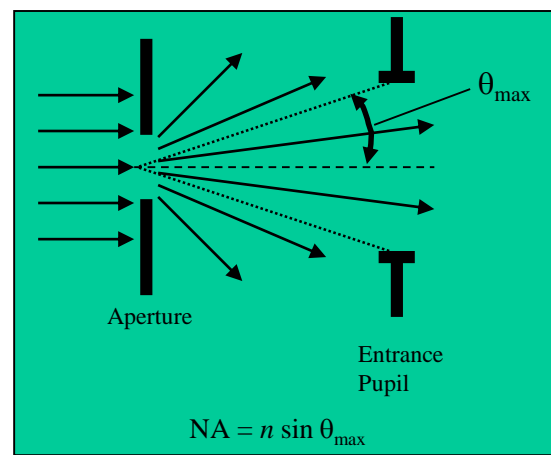 θmax
Aperture
Entrance
Pupil
NA = n sin θmax